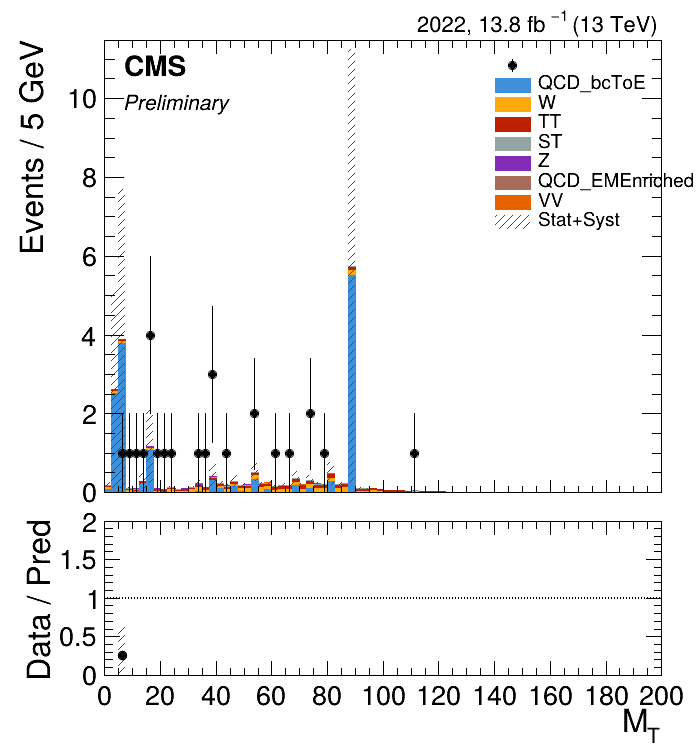 2022, 13.8 fb⁻¹ (13 TeV)
CMS
Preliminary
QCD_bcToE
W
TT
ST
Z
QCD_EMEnriched
VV
Stat+Syst
Events / 5 GeV
10
8
6
4
2
0
Data / Pred
2
1.5
1
0.5
0
0 20 40 60 80 100 120 140 160 180 200
M_T